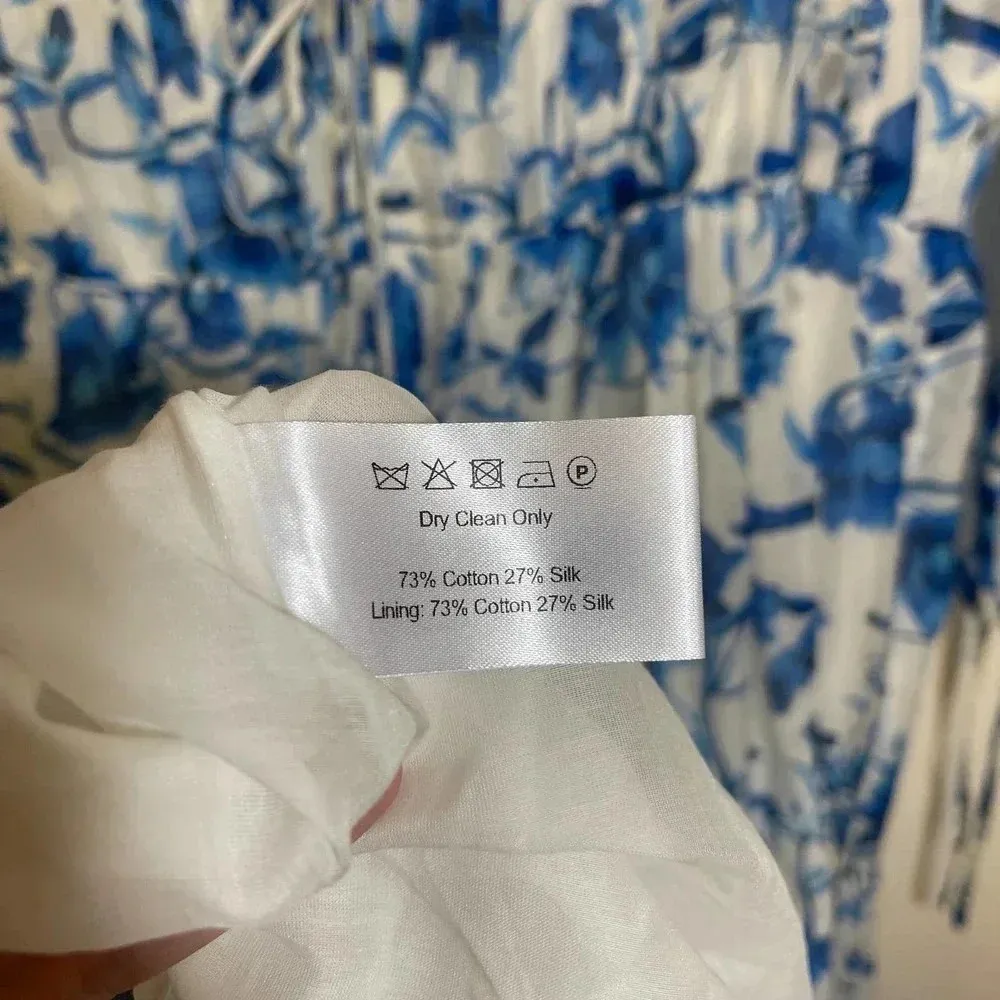 P
Dry Clean Only
73% Cotton 27% Silk
Lining: 73% Cotton 27% Silk